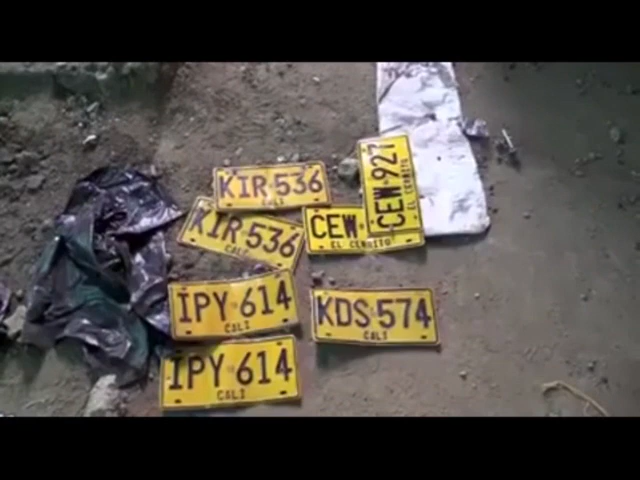 KIR 536
CALI
CEW 927
EL CERRITO
KIR 536
CALI
CEW
EL CERRITO
IPY 614
CALI
KDS 574
CALI
IPY 614
CALI